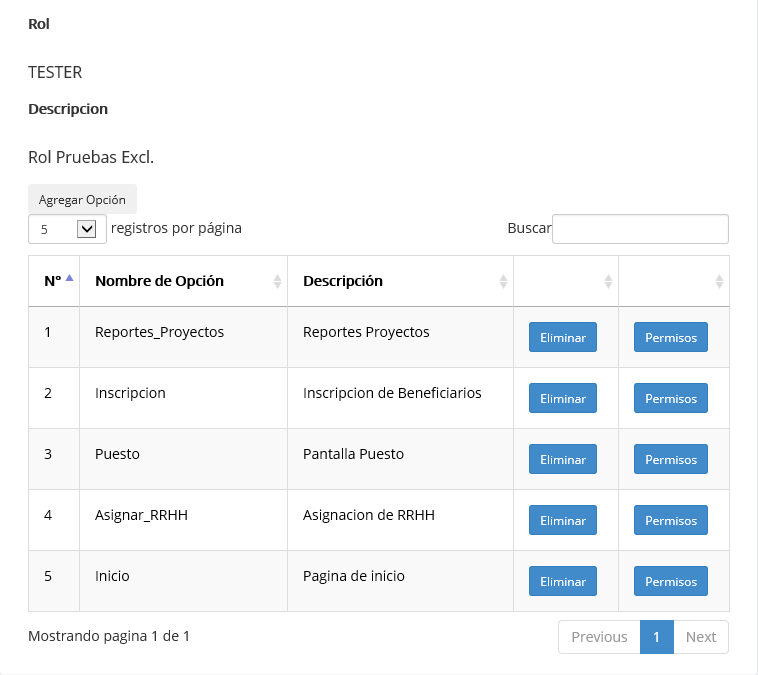 Rol
TESTER
Descripcion
Rol Pruebas Excl.
Agregar Opción
5 registros por página Buscar
Nº Nombre de Opción Descripción
1 Reportes_Proyectos Reportes Proyectos Eliminar Permisos
2 Inscripcion Inscripcion de Beneficiarios Eliminar Permisos
3 Puesto Pantalla Puesto Eliminar Permisos
4 Asignar_RRHH Asignacion de RRHH Eliminar Permisos
5 Inicio Pagina de inicio Eliminar Permisos
Mostrando pagina 1 de 1 Previous 1 Next